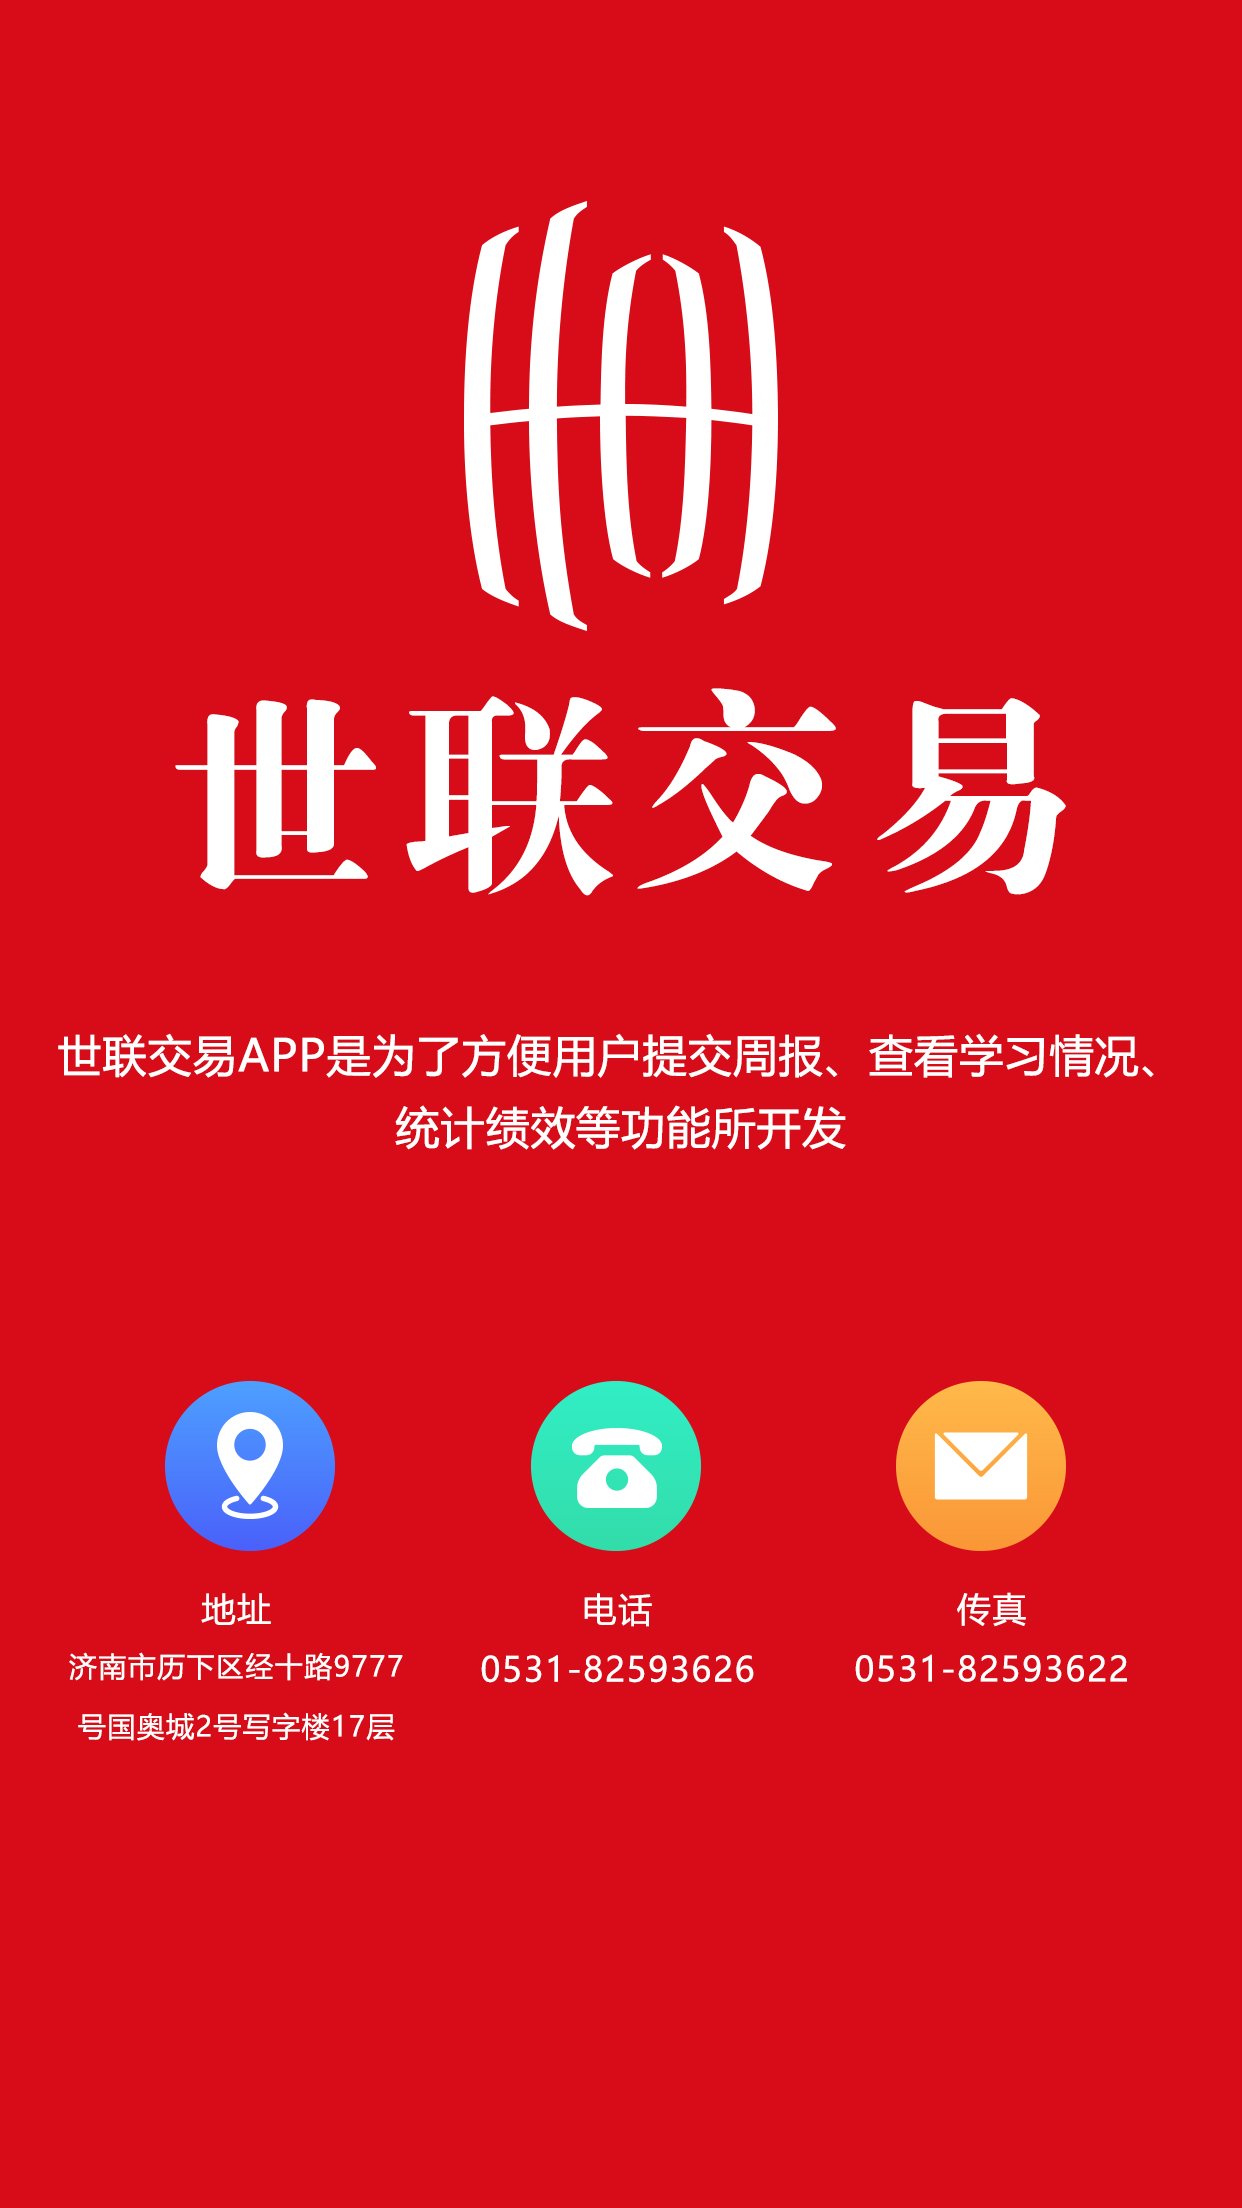 世联交易
世联交易APP是为了方便用户提交周报、查看学习情况、
统计绩效等功能所开发
地址
济南市历下区经十路9777
号国奥城2号写字楼17层
电话
0531-82593626
传真
0531-82593622